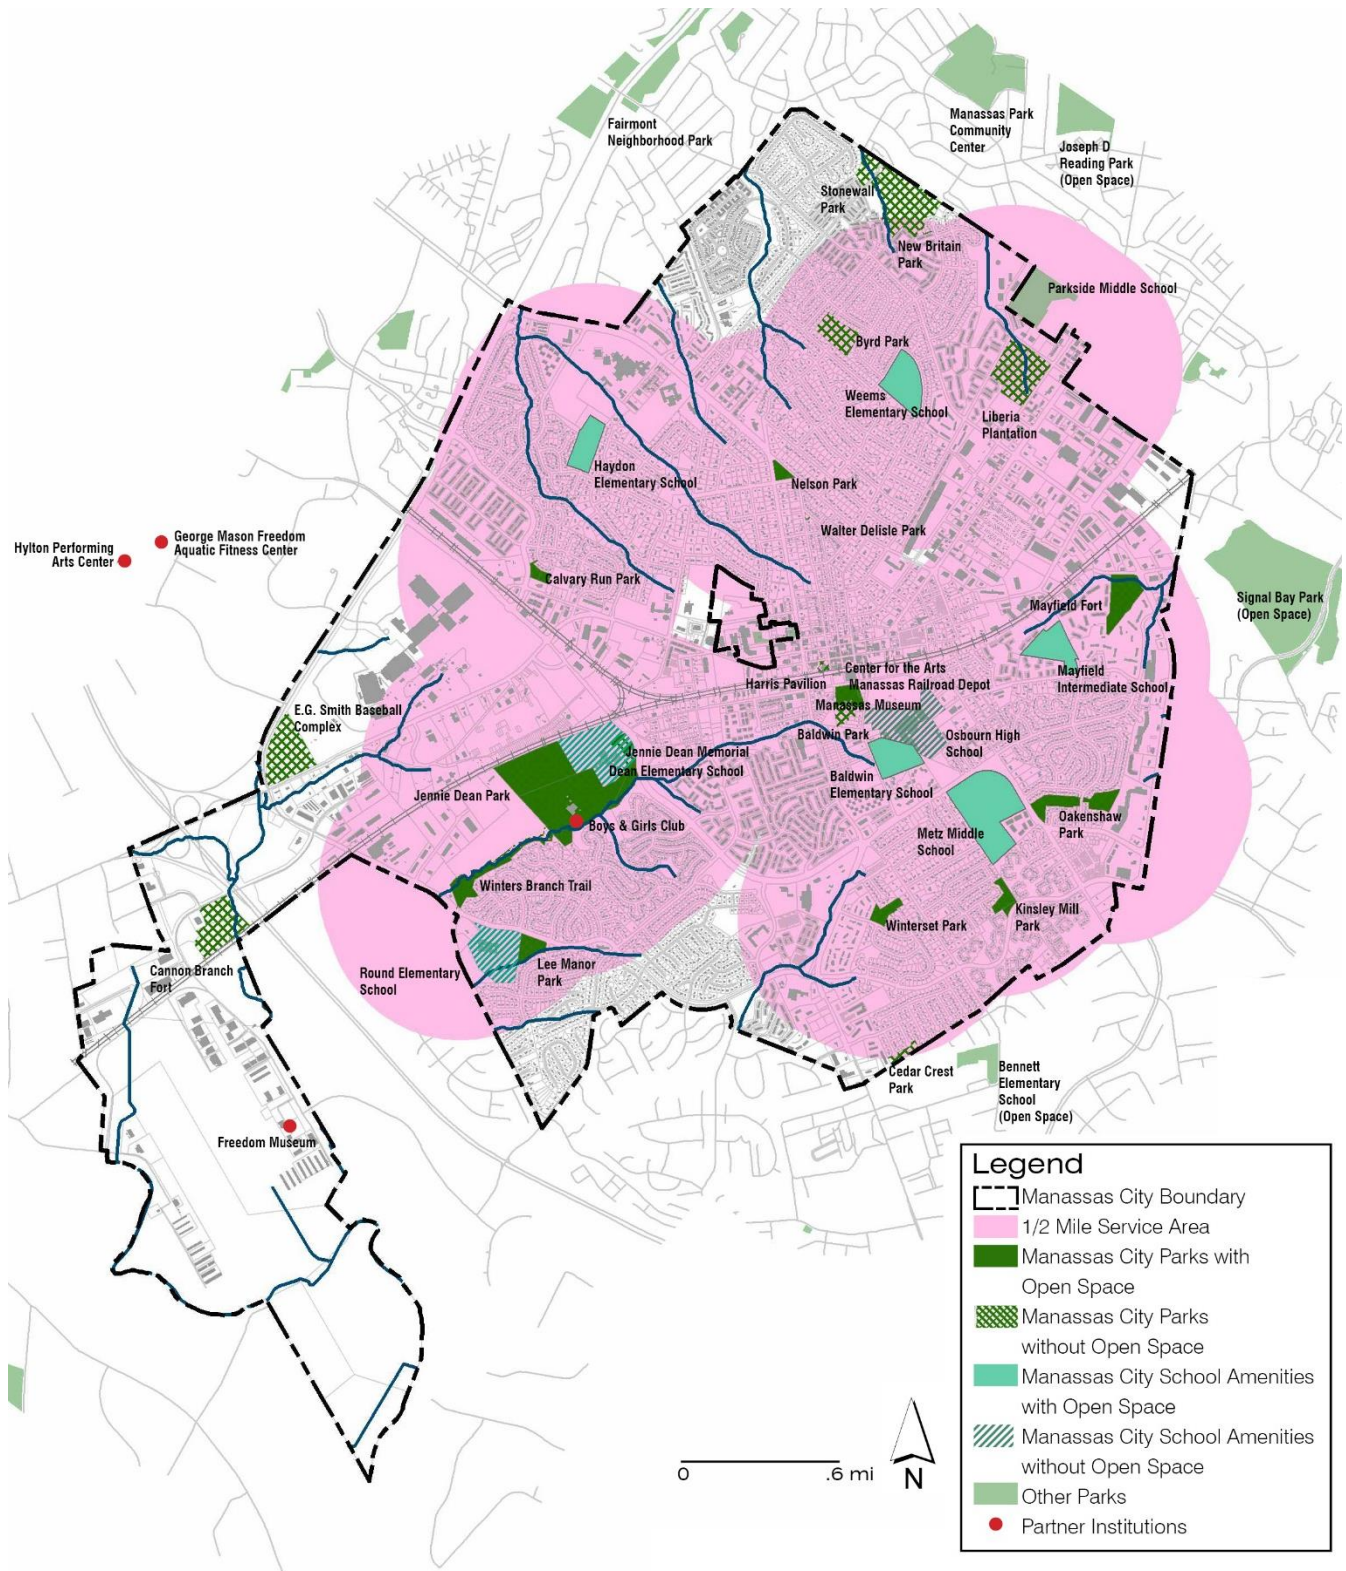 Fairmont
Neighborhood Park
Manassas Park
Community
Center
Joseph D
Reading Park
(Open Space)
Stonewall
Park
New Britain
Park
Parkside Middle School
Byrd Park
Weems
Elementary School
Liberia
Plantation
Haydon
Elementary School
Nelson Park
Walter Delisle Park
George Mason Freedom
Aquatic Fitness Center
Hylton Performing
Arts Center
Calvary Run Park
Mayfield Fort
Signal Bay Park
(Open Space)
Center for the Arts
Harris Pavilion
Manassas Railroad Depot
Mayfield
Intermediate School
Manassas Museum
E.G. Smith Baseball
Complex
Baldwin Park
Osbourn High
School
Jennie Dean Memorial
Dean Elementary School
Baldwin
Elementary School
Jennie Dean Park
Boys & Girls Club
Metz Middle
School
Oakenshaw
Park
Winters Branch Trail
Winterset Park
Kinsley Mill
Park
Cannon Branch
Fort
Round Elementary
School
Lee Manor
Park
Cedar Crest
Park
Bennett
Elementary
School
(Open Space)
Freedom Museum
Legend
Manassas City Boundary
1/2 Mile Service Area
Manassas City Parks with
Open Space
Manassas City Parks
without Open Space
Manassas City School Amenities
with Open Space
Manassas City School Amenities
without Open Space
Other Parks
Partner Institutions
0 .6 mi
N